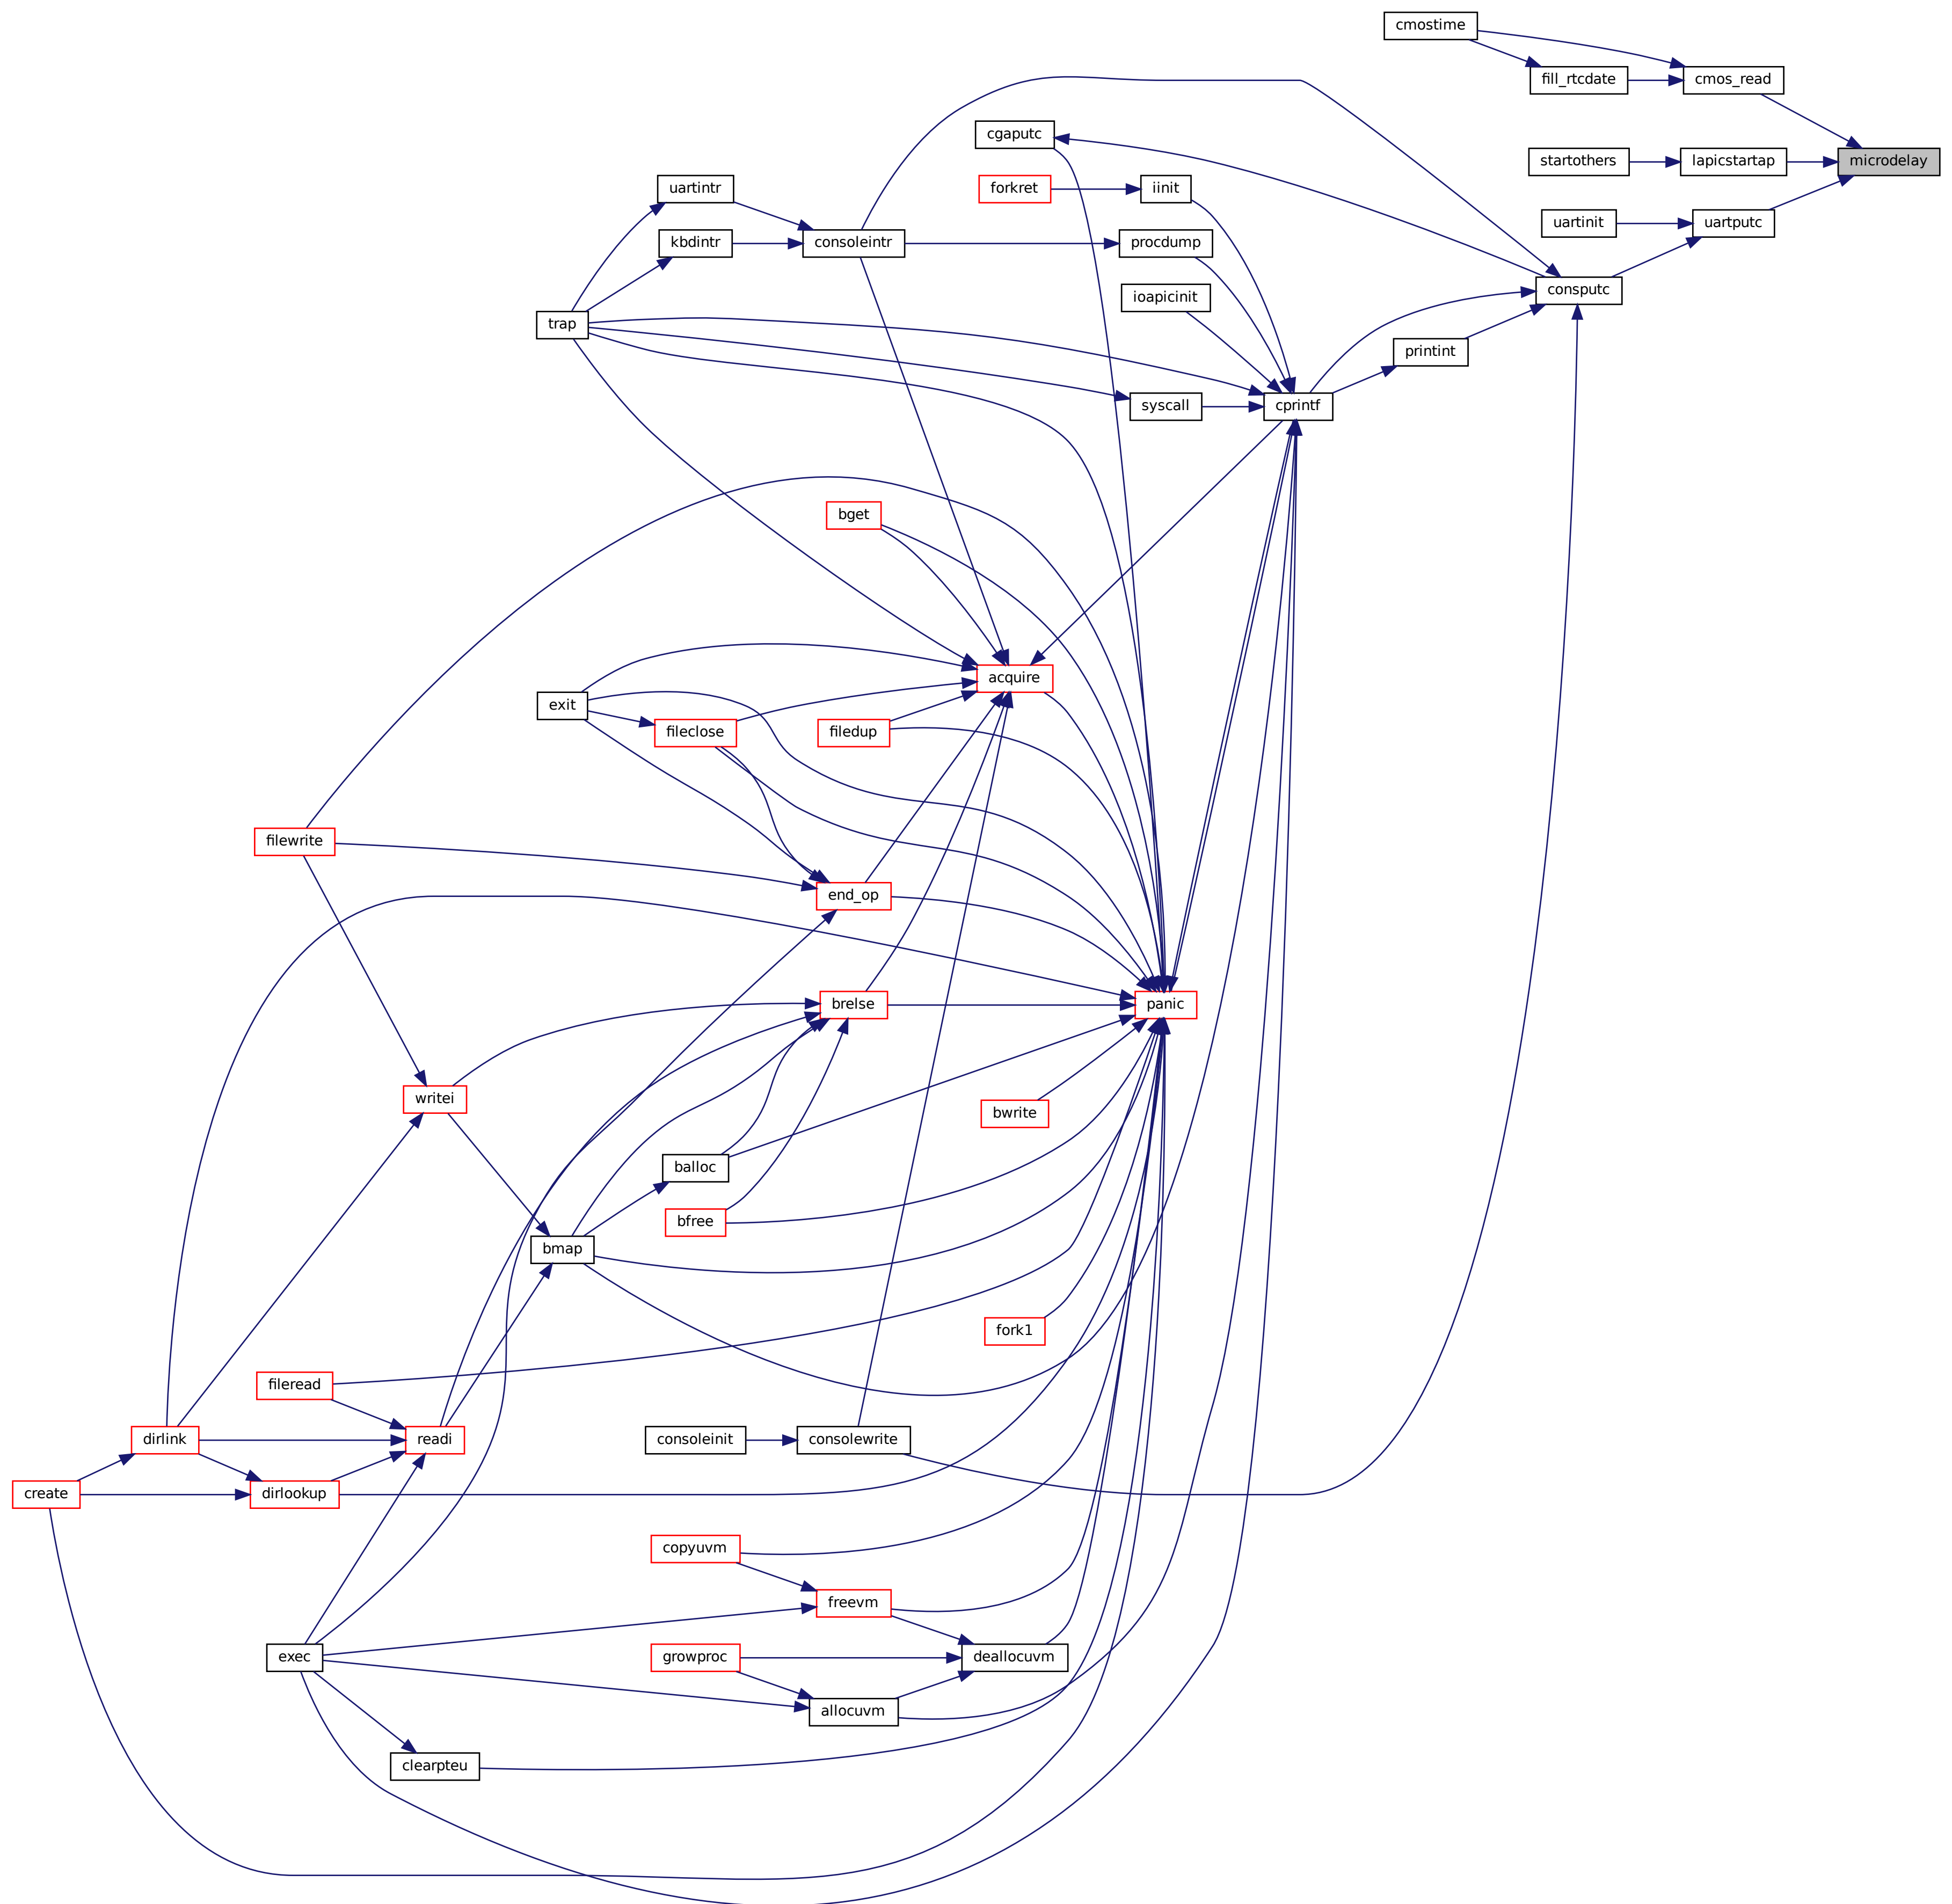 cmostime
fill_rtcdate
cmos_read
cgaputc
startothers
lapicstartap
microdelay
uartintr
forkret
iinit
uartinit
uartputc
kbdintr
consoleintr
procdump
consputc
ioapicinit
trap
printint
syscall
cprintf
bget
acquire
exit
fileclose
filedup
filewrite
end_op
brelse
panic
writei
bwrite
balloc
bfree
bmap
fork1
fileread
dirlink
readi
consoleinit
consolewrite
create
dirlookup
copyuvm
freevm
exec
growproc
deallocuvm
allocuvm
clearpteu